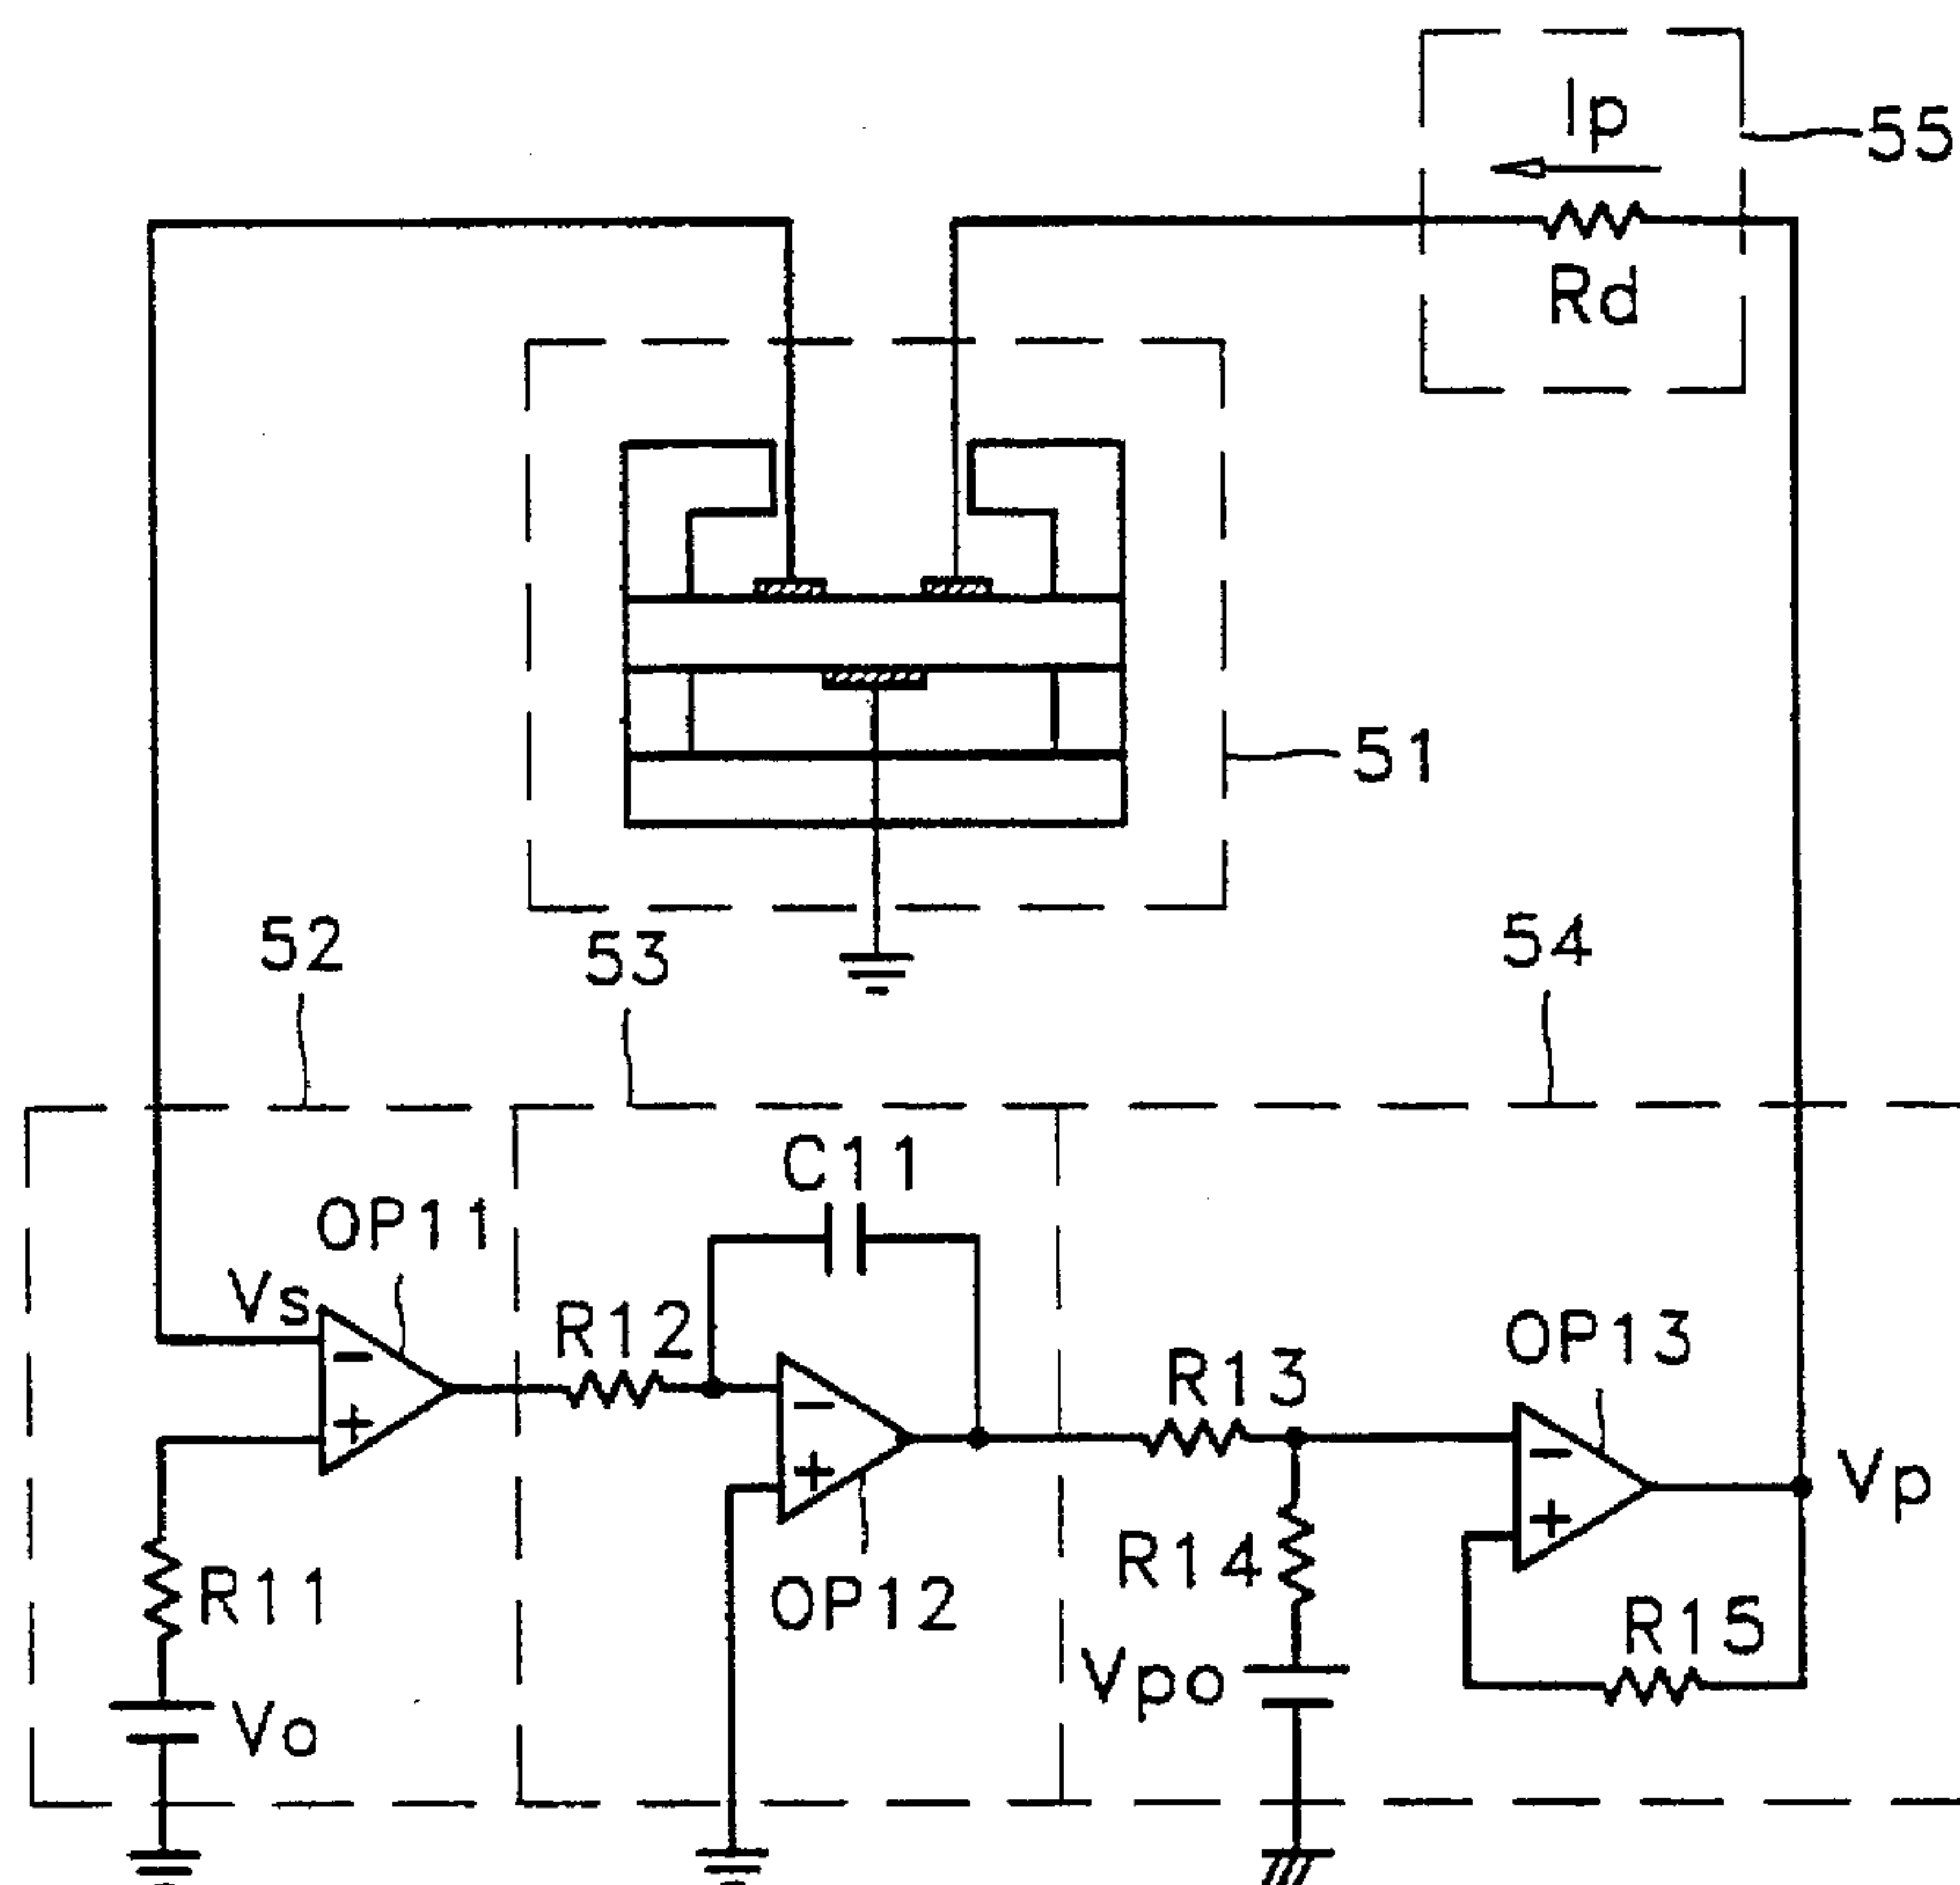 Ip
55
Rd
51
52
53
54
C11
OP11
Vs
R12
OP13
R13
Vp
R14
R11
OP12
R15
Vpo
Vo